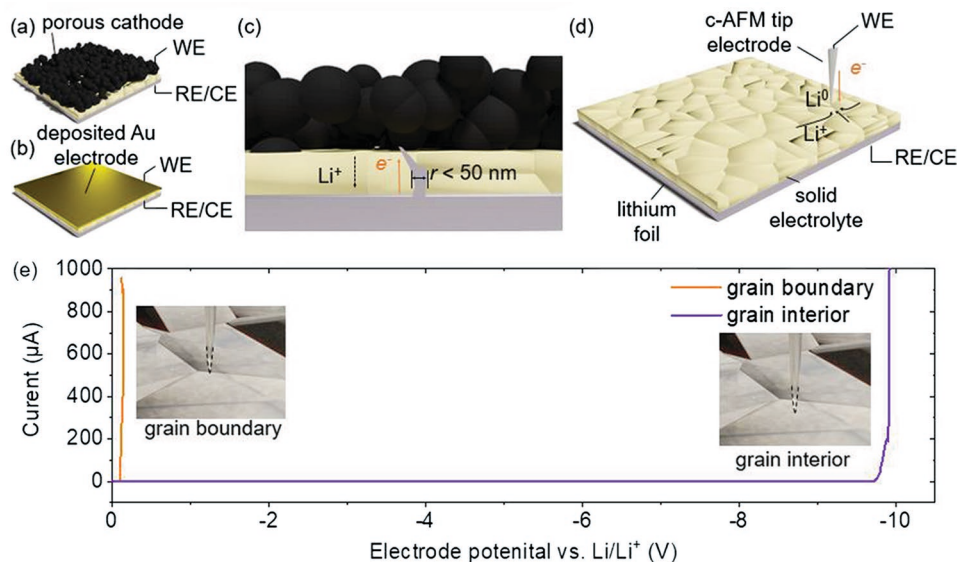 (a)
porous cathode
WE
RE/CE
(b)
deposited Au
electrode
WE
RE/CE
(c)
Li⁺
e⁻
r < 50 nm
(d)
c-AFM tip
electrode
WE
e⁻
Li⁰
Li⁺
RE/CE
lithium
foil
solid
electrolyte
(e)
1000
800
600
400
200
0
Curent (µA)
grain boundary
grain interior
grain boundary
grain interior
0
-2
-4
-6
-8
-10
Electrode potenital vs. Li/Li⁺ (V)